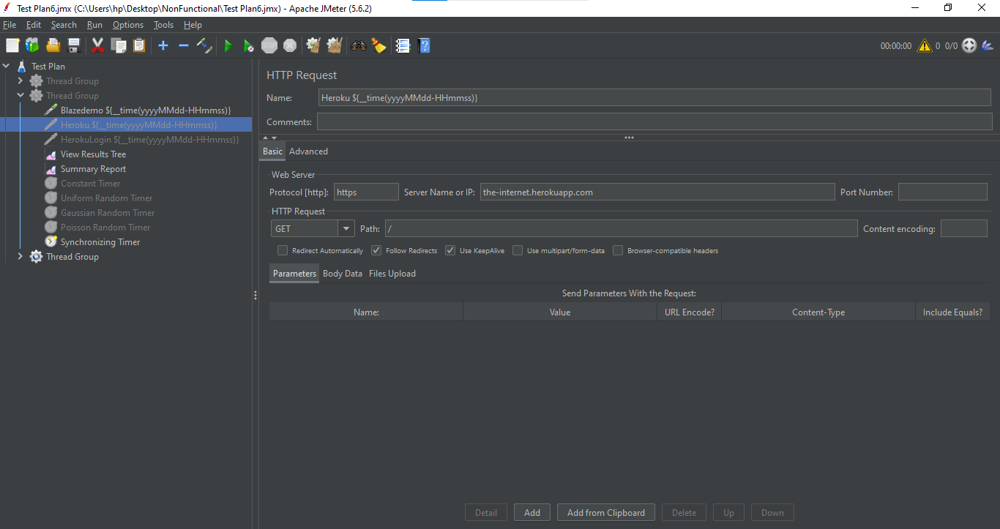 Test Plan6.jmx (C:\Users\hp\Desktop\NonFunctional\Test Plan6.jmx) - Apache JMeter (5.6.2)
File Edit Search Run Options Tools Help
STOP 00:00:00 0 0/0
Test Plan
Thread Group
Thread Group
Blazedemo ${__time(yyyyMMdd-HHmmss)}
Heroku ${__time(yyyyMMdd-HHmmss)}
HerokuLogin ${__time(yyyyMMdd-HHmmss)}
View Results Tree
Summary Report
Constant Timer
Uniform Random Timer
Gaussian Random Timer
Poisson Random Timer
Synchronizing Timer
Thread Group
HTTP Request
Name: Heroku ${__time(yyyyMMdd-HHmmss)}
Comments:
Basic Advanced
Web Server
Protocol [http]: https Server Name or IP: the-internet.herokuapp.com Port Number:
HTTP Request
GET Path: / Content encoding:
Redirect Automatically Follow Redirects Use KeepAlive Use multipart/form-data Browser-compatible headers
Parameters Body Data Files Upload
Send Parameters With the Request:
Name: Value URL Encode? Content-Type Include Equals?
Detail Add Add from Clipboard Delete Up Down